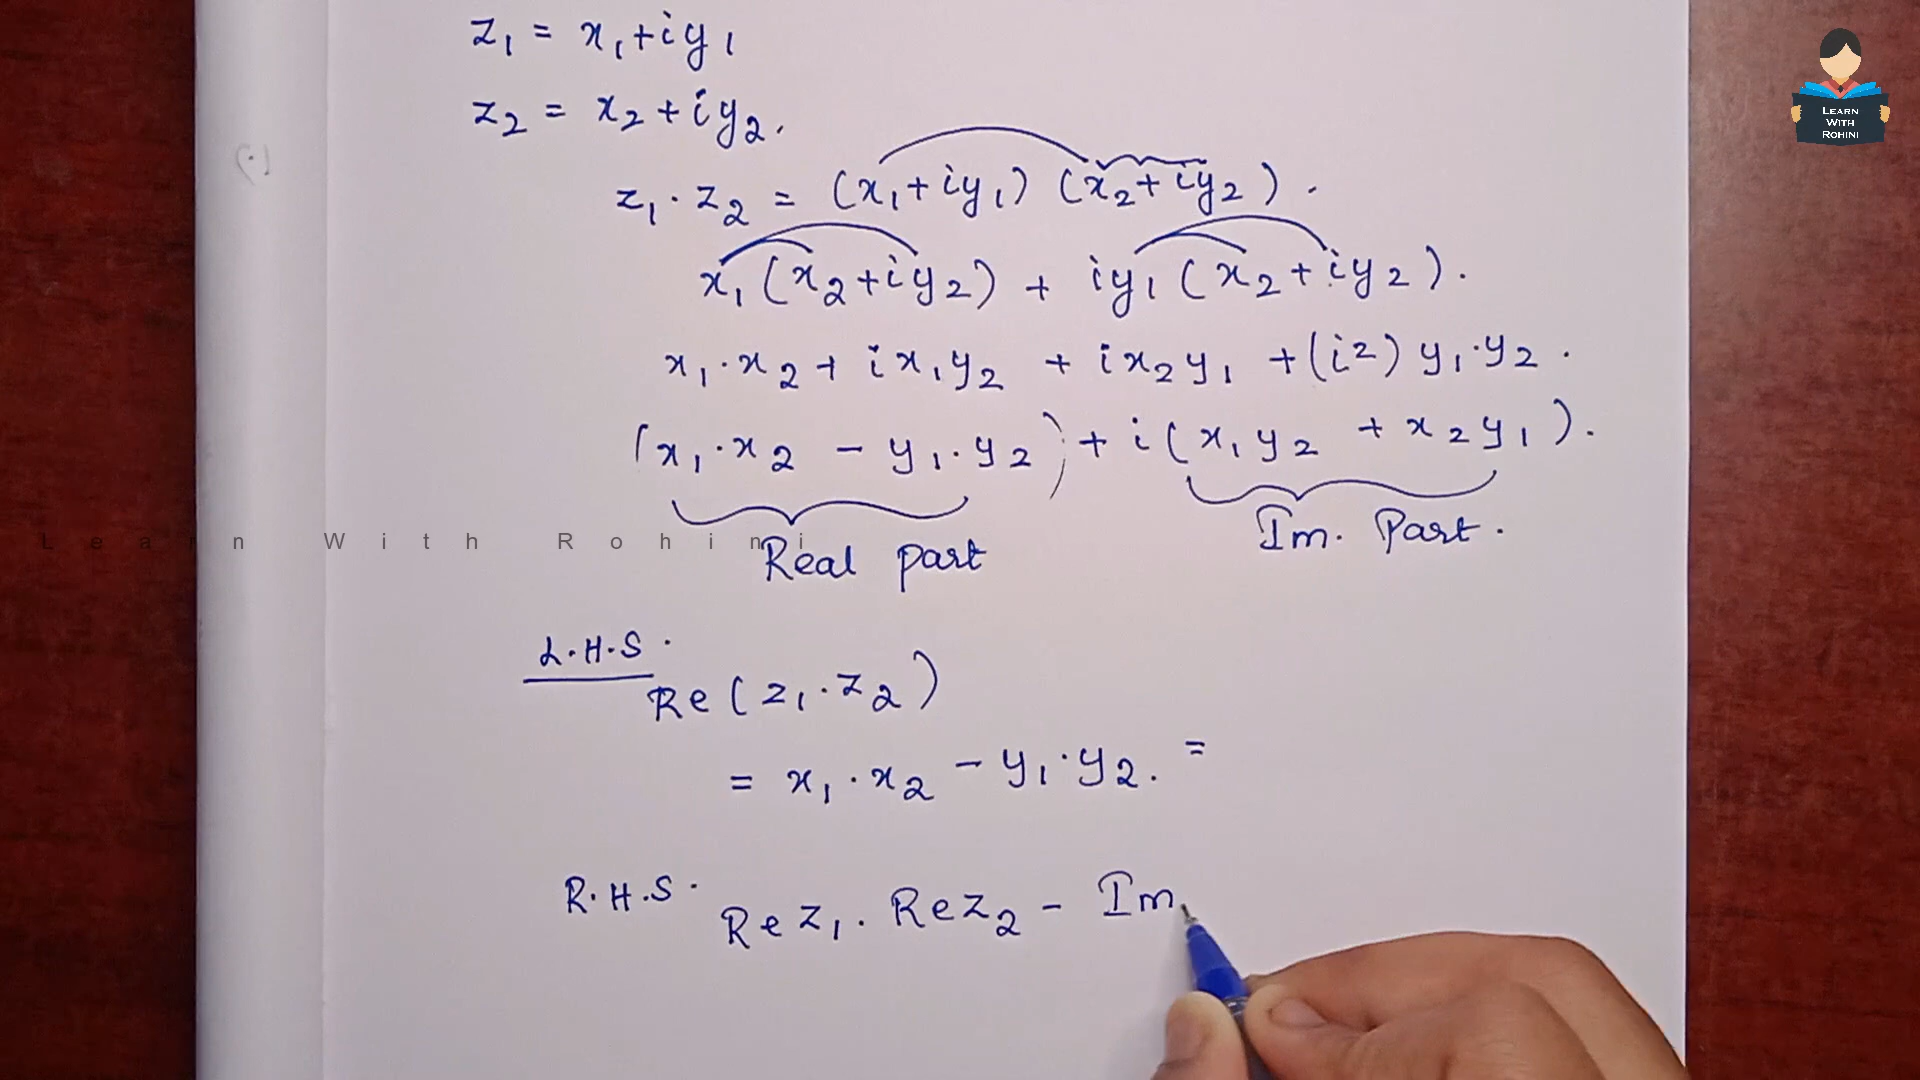 z₁ = x₁+iy₁
z₂ = x₂+iy₂.
z₁·z₂ = (x₁+iy₁) (x₂+iy₂).
x₁(x₂+iy₂) + iy₁(x₂+iy₂).
x₁·x₂+ ix₁y₂ + ix₂y₁ +(i²) y₁·y₂.
(x₁·x₂ - y₁·y₂)+ i(x₁y₂ + x₂y₁).
Real part
Im. Part.
L.H.S.
Re(z₁·z₂)
= x₁·x₂ - y₁·y₂. =
R.H.S. Re z₁. Re z₂ - Im
Learn With Rohini
LEARN
WITH
ROHINI